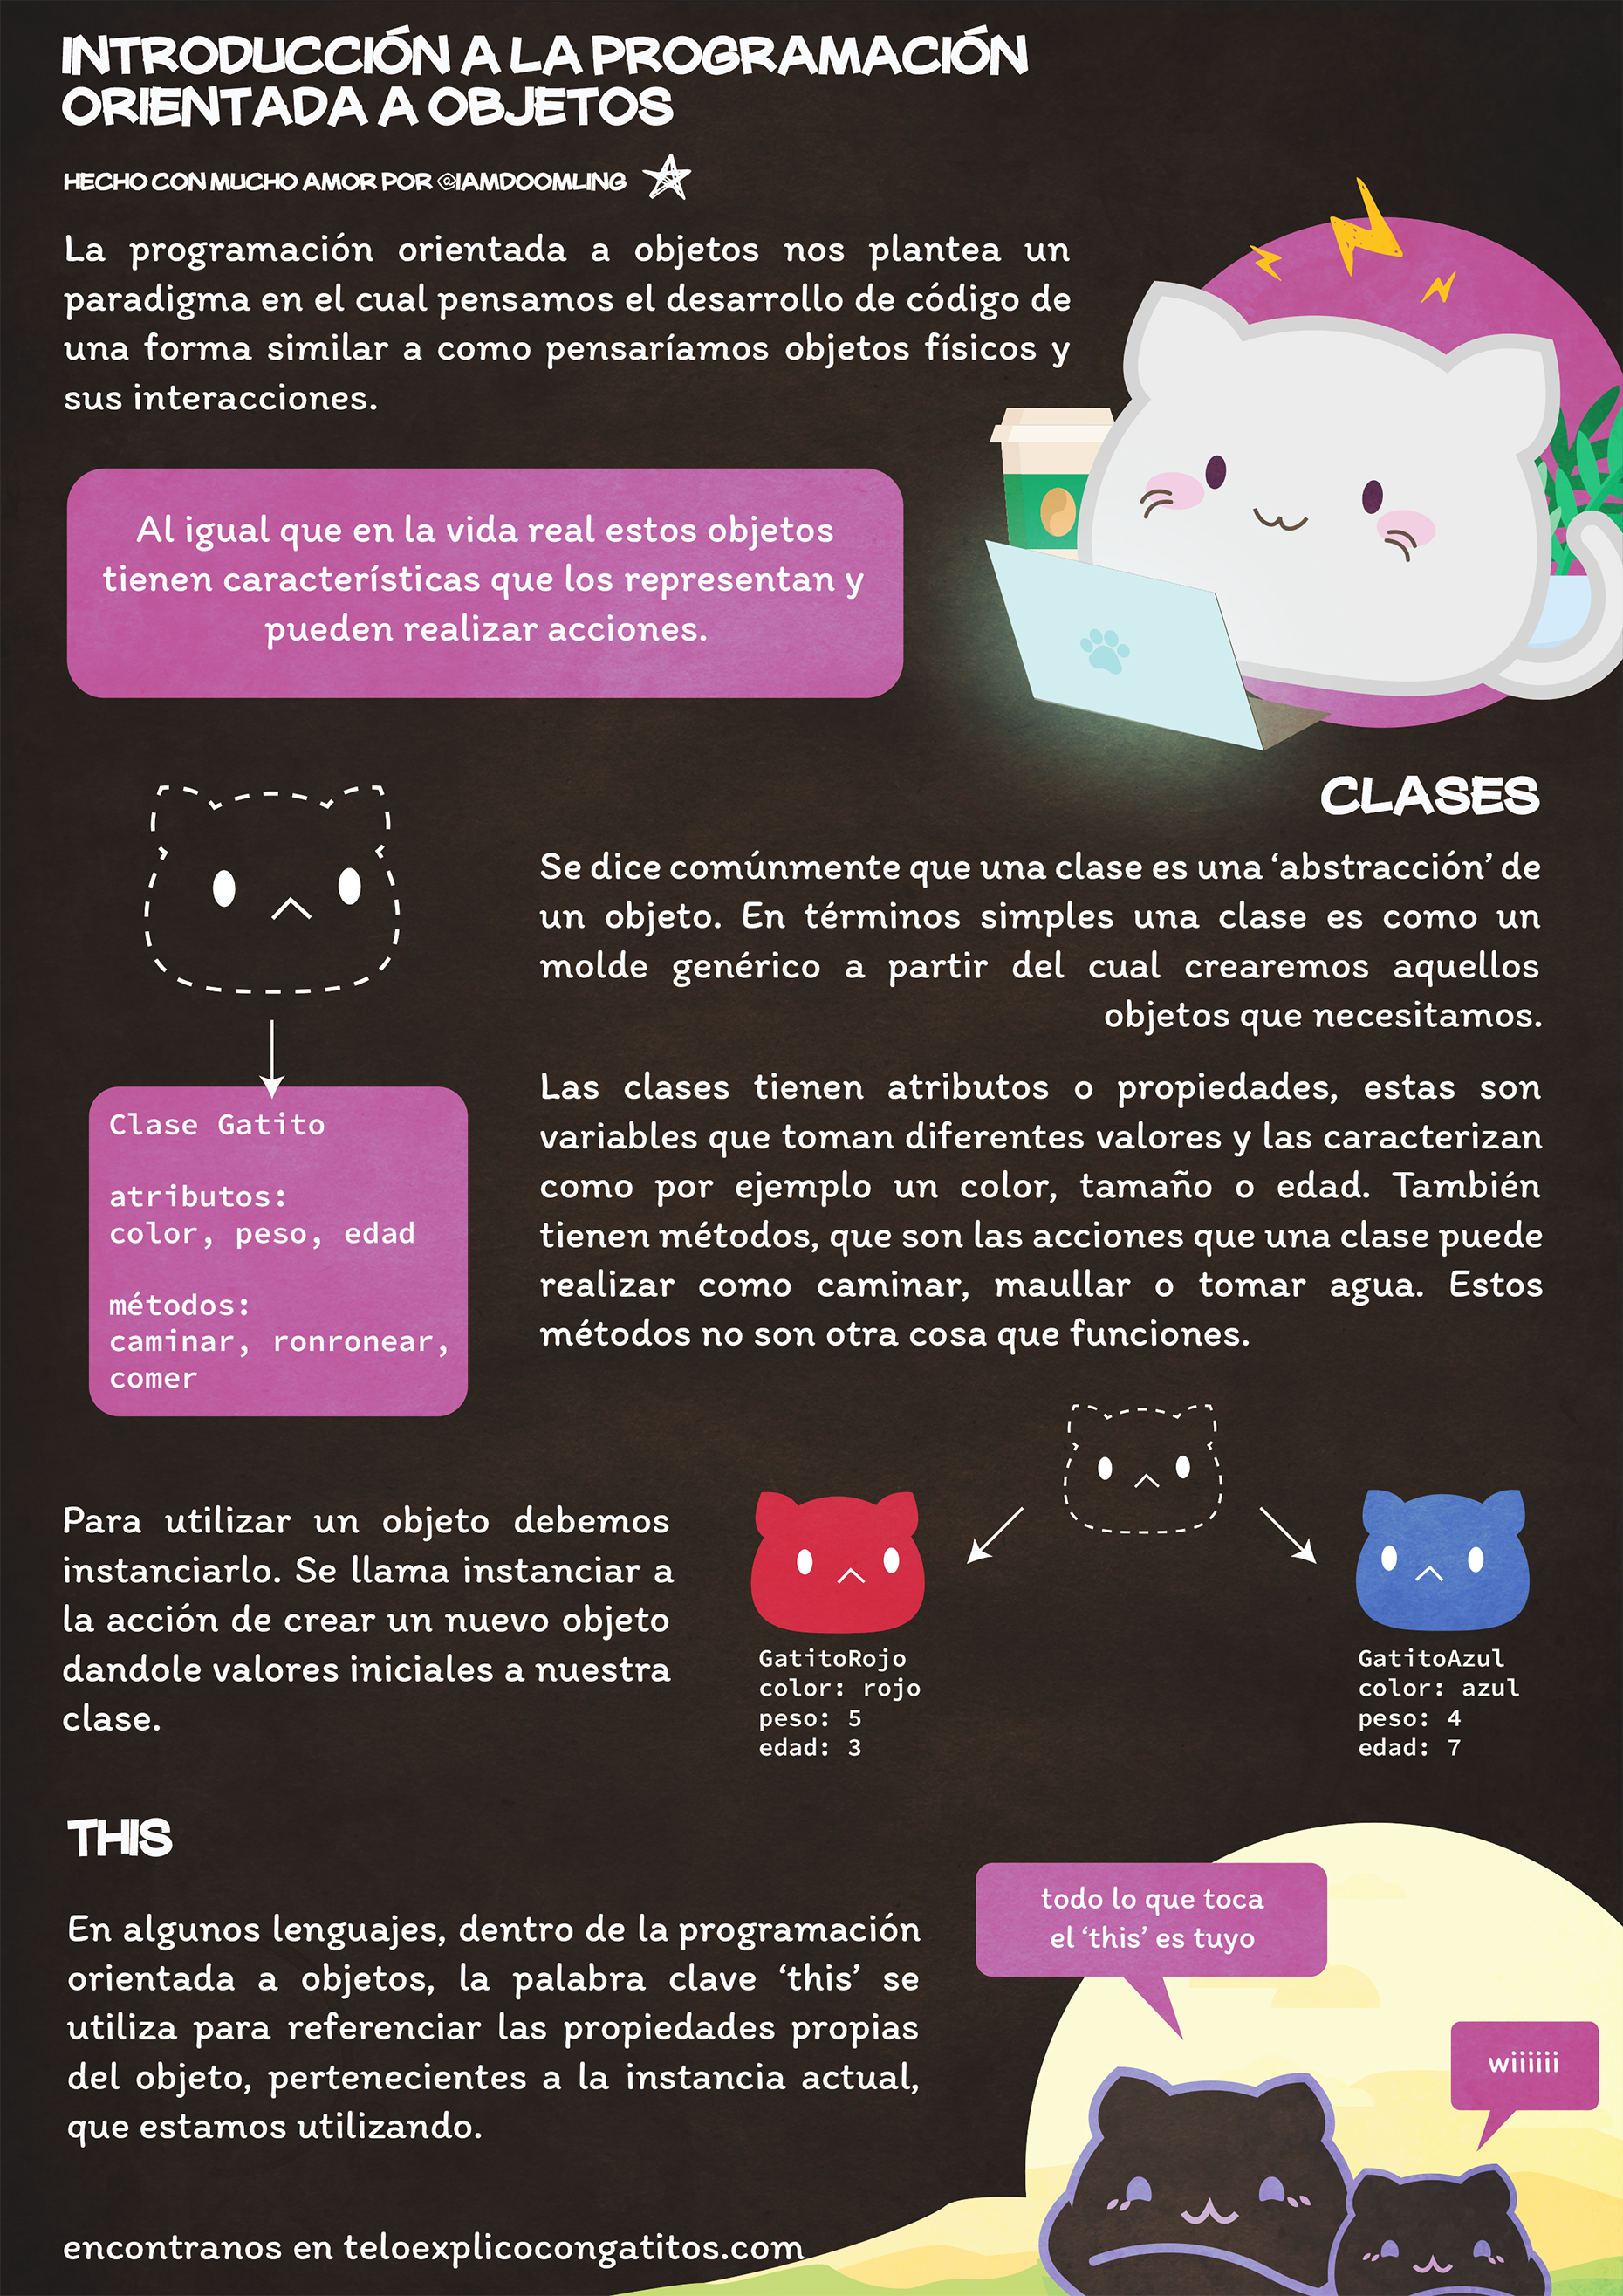 INTRODUCCIÓN A LA PROGRAMACIÓN
ORIENTADA A OBJETOS
HECHO CON MUCHO AMOR POR @IAMDOOMLING
La programación orientada a objetos nos plantea un
paradigma en el cual pensamos el desarrollo de código de
una forma similar a como pensaríamos objetos físicos y
sus interacciones.
Al igual que en la vida real estos objetos
tienen características que los representan y
pueden realizar acciones.
CLASES
Se dice comúnmente que una clase es una ‘abstracción’ de
un objeto. En términos simples una clase es como un
molde genérico a partir del cual crearemos aquellos
objetos que necesitamos.
Las clases tienen atributos o propiedades, estas son
variables que toman diferentes valores y las caracterizan
como por ejemplo un color, tamaño o edad. También
tienen métodos, que son las acciones que una clase puede
realizar como caminar, maullar o tomar agua. Estos
métodos no son otra cosa que funciones.
Clase Gatito
atributos:
color, peso, edad
métodos:
caminar, ronronear,
comer
Para utilizar un objeto debemos
instanciarlo. Se llama instanciar a
la acción de crear un nuevo objeto
dandole valores iniciales a nuestra
clase.
GatitoRojo
color: rojo
peso: 5
edad: 3
GatitoAzul
color: azul
peso: 4
edad: 7
THIS
En algunos lenguajes, dentro de la programación
orientada a objetos, la palabra clave ‘this’ se
utiliza para referenciar las propiedades propias
del objeto, pertenecientes a la instancia actual,
que estamos utilizando.
todo lo que toca
el ‘this’ es tuyo
wiiiiii
encontranos en teloexplicocongatitos.com